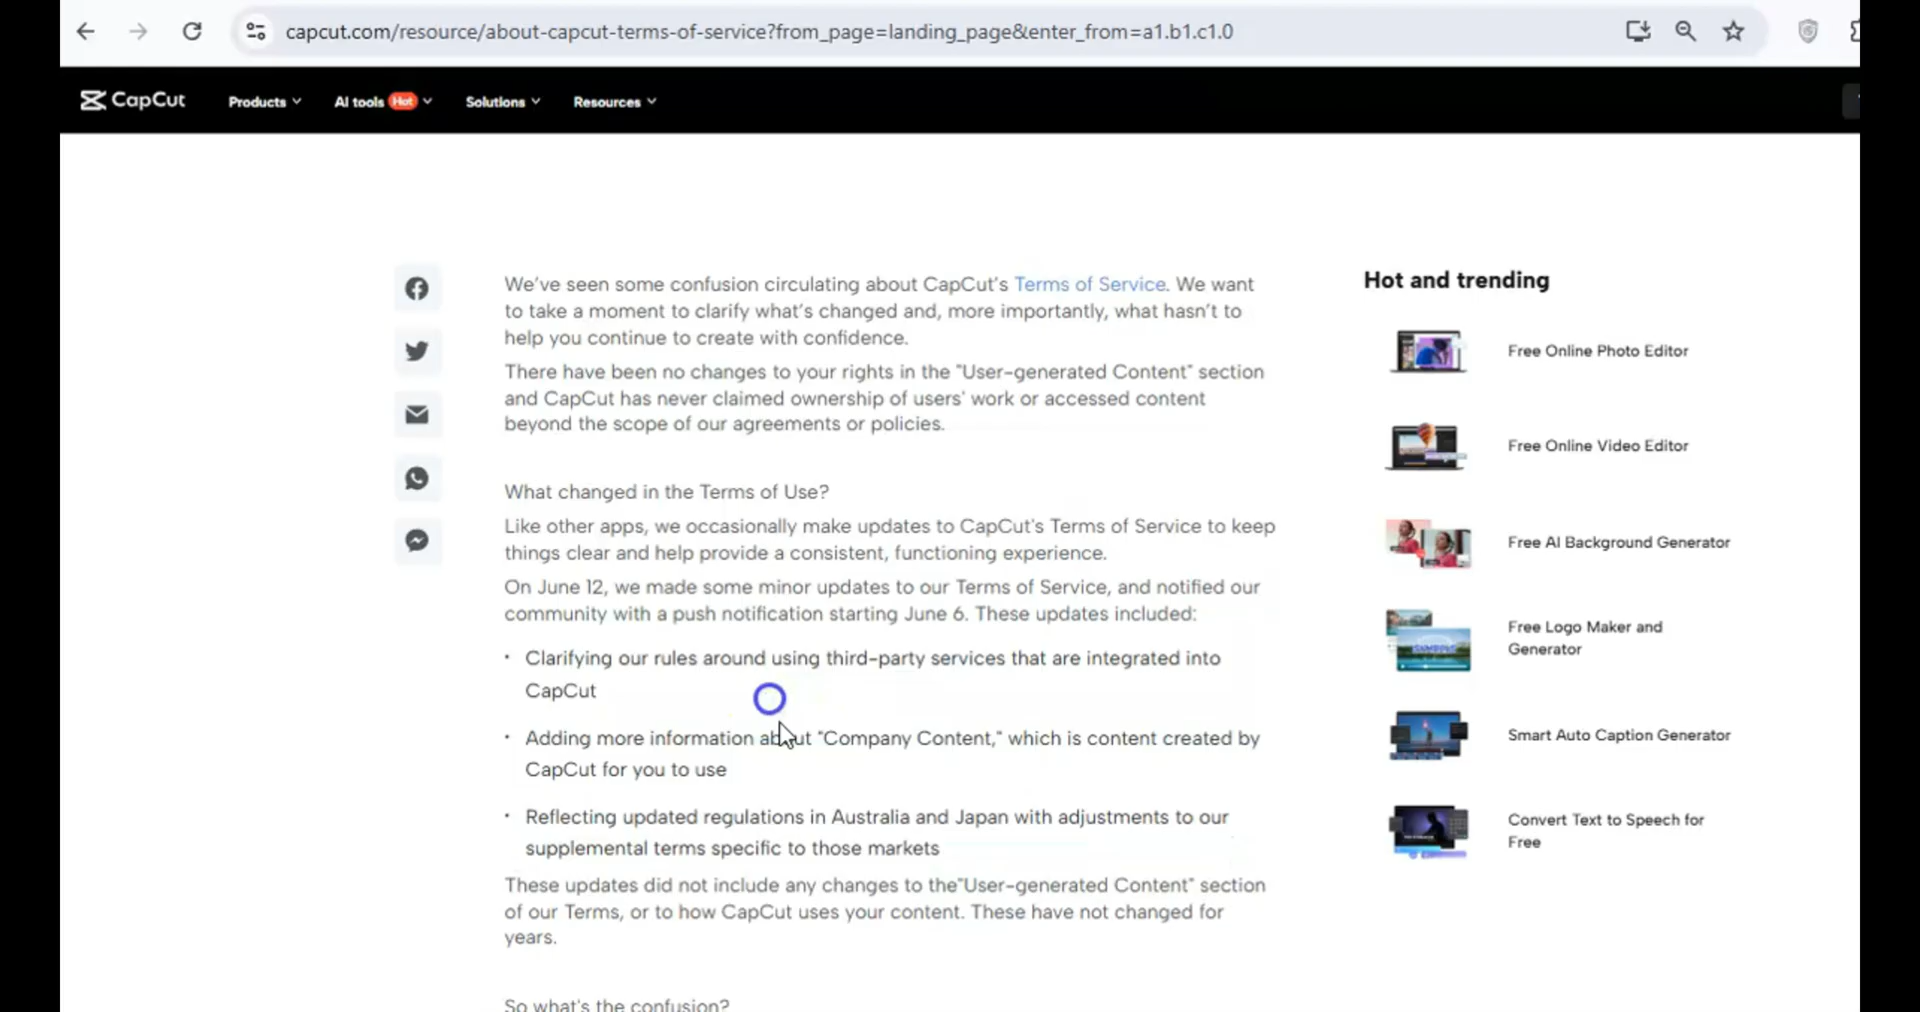 capcut.com/resource/about-capcut-terms-of-service?from_page=landing_page&enter_from=a1.b1.c1.0
CapCut
Products
AI tools Hot
Solutions
Resources
We've seen some confusion circulating about CapCut's Terms of Service. We want
to take a moment to clarify what's changed and, more importantly, what hasn't to
help you continue to create with confidence.
There have been no changes to your rights in the "User-generated Content" section
and CapCut has never claimed ownership of users' work or accessed content
beyond the scope of our agreements or policies.
What changed in the Terms of Use?
Like other apps, we occasionally make updates to CapCut's Terms of Service to keep
things clear and help provide a consistent, functioning experience.
On June 12, we made some minor updates to our Terms of Service, and notified our
community with a push notification starting June 6. These updates included:
• Clarifying our rules around using third-party services that are integrated into
CapCut
• Adding more information about "Company Content," which is content created by
CapCut for you to use
• Reflecting updated regulations in Australia and Japan with adjustments to our
supplemental terms specific to those markets
These updates did not include any changes to the"User-generated Content" section
of our Terms, or to how CapCut uses your content. These have not changed for
years.
So what's the confusion?
Hot and trending
Free Online Photo Editor
Free Online Video Editor
Free AI Background Generator
Free Logo Maker and
Generator
Smart Auto Caption Generator
Convert Text to Speech for
Free